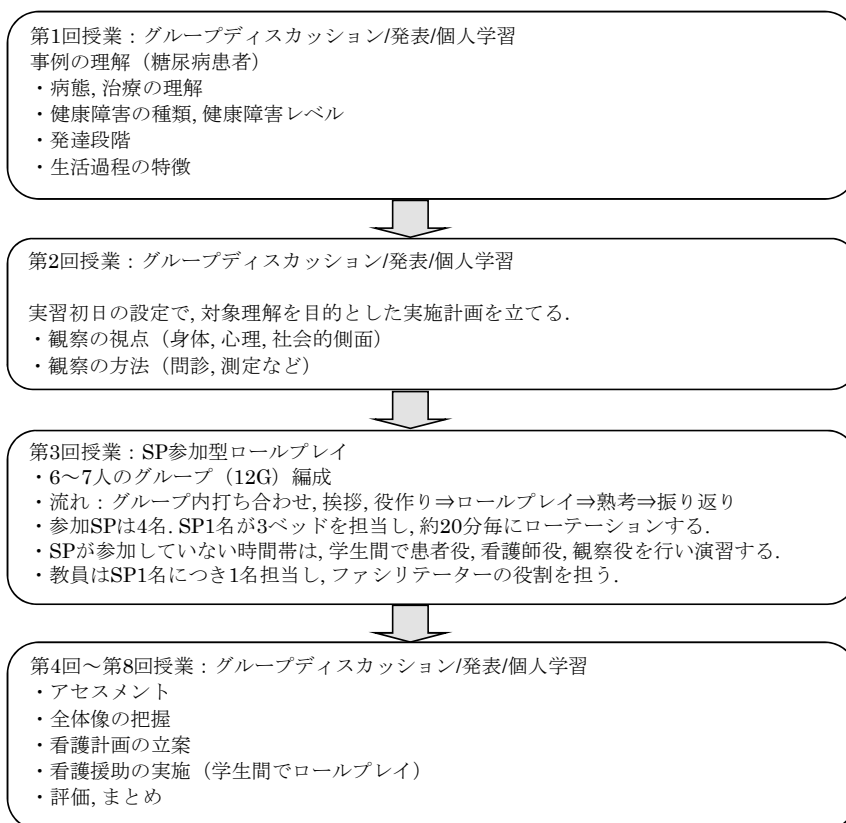 第1回授業：グループディスカッション/発表/個人学習
事例の理解（糖尿病患者）
・病態, 治療の理解
・健康障害の種類, 健康障害レベル
・発達段階
・生活過程の特徴
第2回授業：グループディスカッション/発表/個人学習
実習初日の設定で, 対象理解を目的とした実施計画を立てる.
・観察の視点（身体, 心理, 社会的側面）
・観察の方法（問診, 測定など）
第3回授業：SP参加型ロールプレイ
・6～7人のグループ（12G）編成
・流れ：グループ内打ち合わせ, 挨拶, 役作り⇒ロールプレイ⇒熟考⇒振り返り
・参加SPは4名. SP1名が3ベッドを担当し, 約20分毎にローテーションする.
・SPが参加していない時間帯は, 学生間で患者役, 看護師役, 観察役を行い演習する.
・教員はSP1名につき1名担当し, ファシリテーターの役割を担う.
第4回～第8回授業：グループディスカッション/発表/個人学習
・アセスメント
・全体像の把握
・看護計画の立案
・看護援助の実施（学生間でロールプレイ）
・評価, まとめ